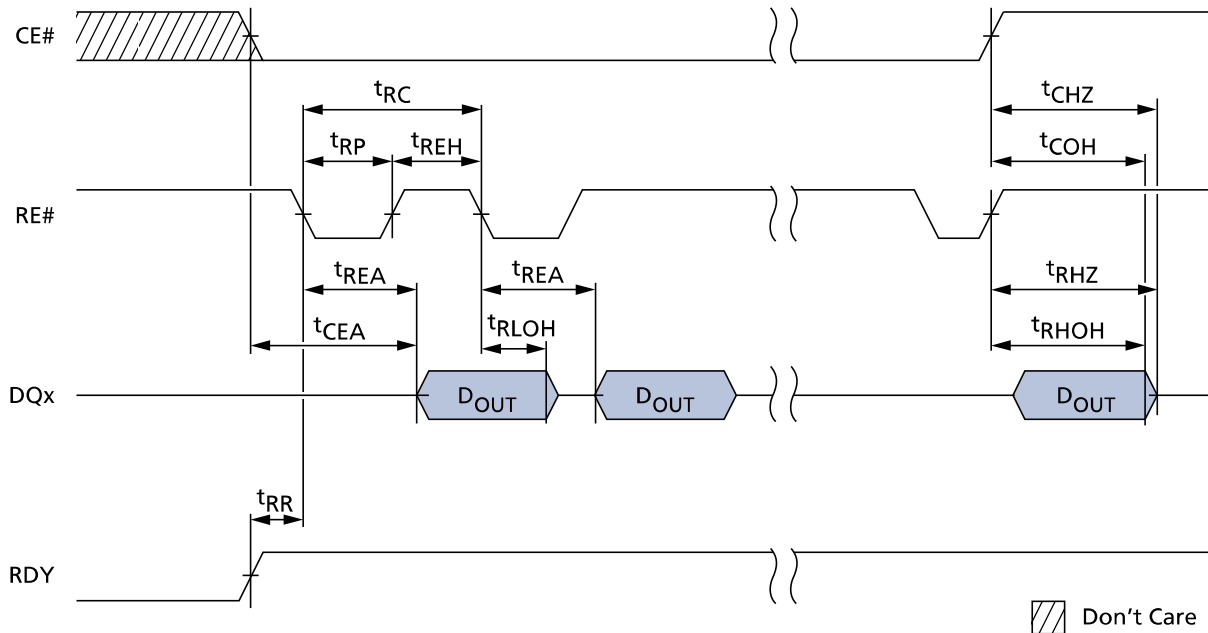 CE#
tRC
tCHZ
tRP
tREH
tCOH
RE#
tREA
tREA
tRHZ
tCEA
tRLOH
tRHOH
DQx
DOUT
DOUT
DOUT
tRR
RDY
Don't Care